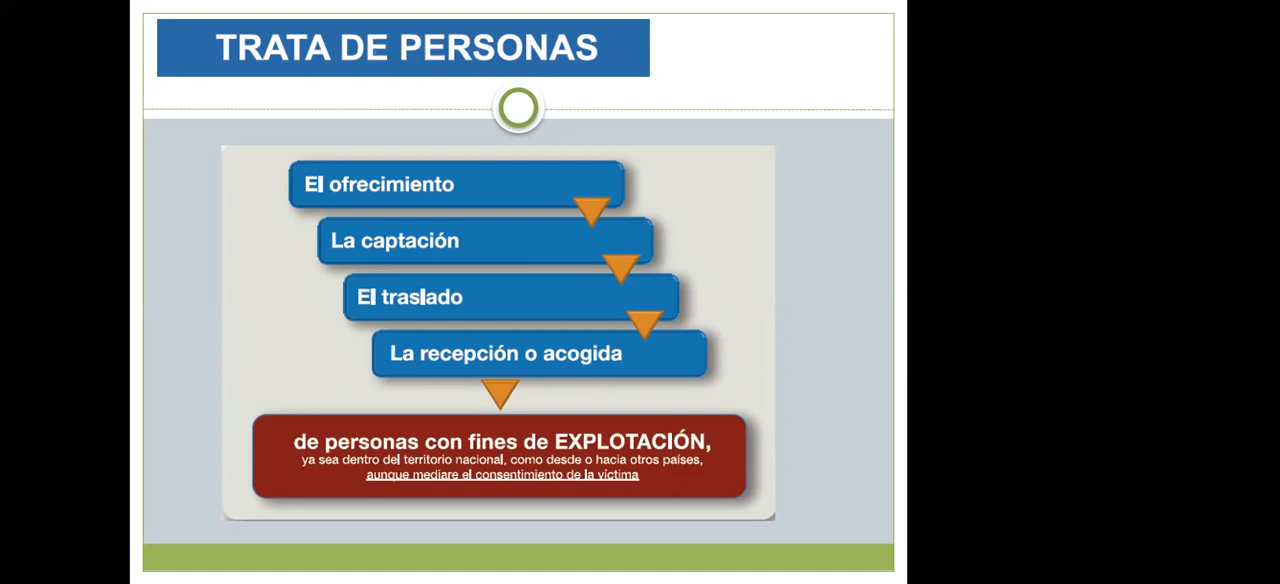 TRATA DE PERSONAS
El ofrecimiento
La captación
El traslado
La recepción o acogida
de personas con fines de EXPLOTACIÓN,
ya sea dentro del territorio nacional, como desde o hacia otros países,
aunque mediare el consentimiento de la víctima